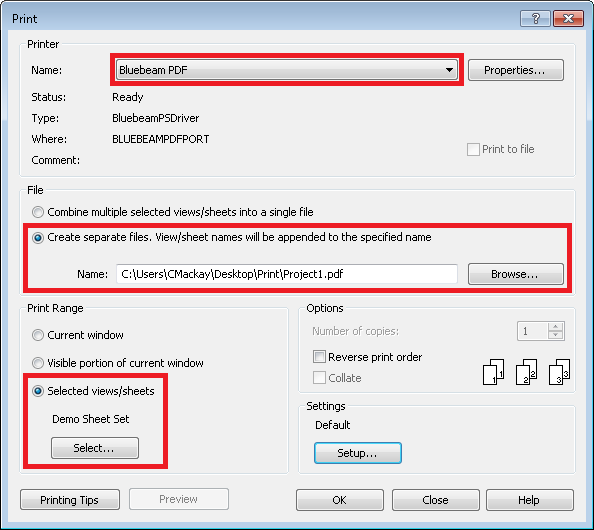 Print
Printer
Name: Bluebeam PDF Properties...
Status: Ready
Type: BluebeamPSDriver
Where: BLUEBEAMPDFPORT
Comment: Print to file
File
Combine multiple selected views/sheets into a single file
Create separate files. View/sheet names will be appended to the specified name
Name: C:\Users\CMackay\Desktop\Print\Project1.pdf Browse...
Print Range
Current window
Visible portion of current window
Selected views/sheets
Demo Sheet Set
Select...
Options
Number of copies: 1
Reverse print order
Collate
1 1 2 2 3 3
Settings
Default
Setup...
Printing Tips Preview OK Close Help